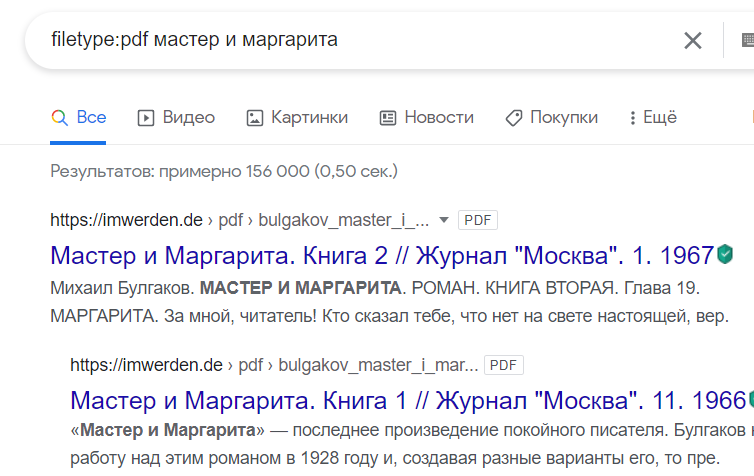 filetype:pdf мастер и маргарита
Все Видео Картинки Новости Покупки Ещё
Результатов: примерно 156 000 (0,50 сек.)
https://imwerden.de › pdf › bulgakov_master_i_... PDF
Мастер и Маргарита. Книга 2 // Журнал "Москва". 1. 1967
Михаил Булгаков. МАСТЕР И МАРГАРИТА. РОМАН. КНИГА ВТОРАЯ. Глава 19.
МАРГАРИТА. За мной, читатель! Кто сказал тебе, что нет на свете настоящей, вер.
https://imwerden.de › pdf › bulgakov_master_i_mar... PDF
Мастер и Маргарита. Книга 1 // Журнал "Москва". 11. 1966
«Мастер и Маргарита» — последнее произведение покойного писателя. Булгаков
работу над этим романом в 1928 году и, создавая разные варианты его, то пре.